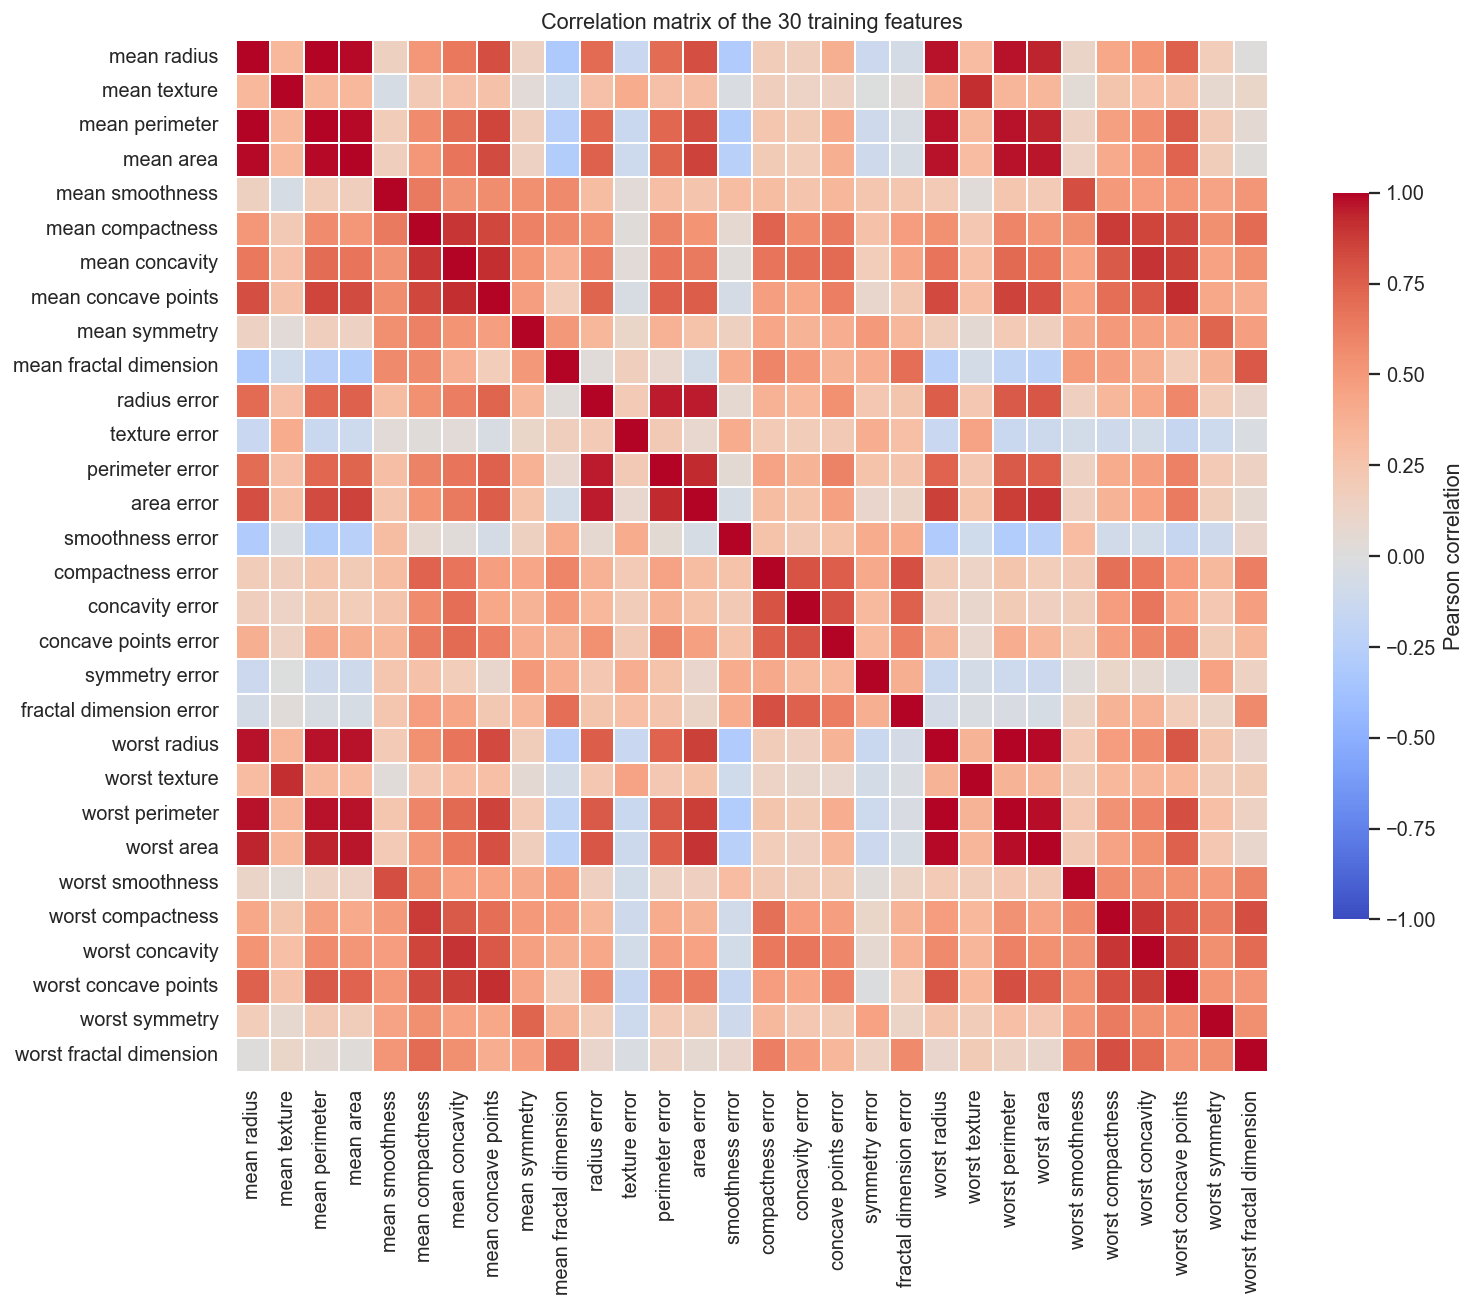 Correlation matrix of the 30 training features
mean radius
mean texture
mean perimeter
mean area
mean smoothness
mean compactness
mean concavity
mean concave points
mean symmetry
mean fractal dimension
radius error
texture error
perimeter error
area error
smoothness error
compactness error
concavity error
concave points error
symmetry error
fractal dimension error
worst radius
worst texture
worst perimeter
worst area
worst smoothness
worst compactness
worst concavity
worst concave points
worst symmetry
worst fractal dimension
mean radius
mean texture
mean perimeter
mean area
mean smoothness
mean compactness
mean concavity
mean concave points
mean symmetry
mean fractal dimension
radius error
texture error
perimeter error
area error
smoothness error
compactness error
concavity error
concave points error
symmetry error
fractal dimension error
worst radius
worst texture
worst perimeter
worst area
worst smoothness
worst compactness
worst concavity
worst concave points
worst symmetry
worst fractal dimension
1.00
0.75
0.50
0.25
0.00
−0.25
−0.50
−0.75
−1.00
Pearson correlation